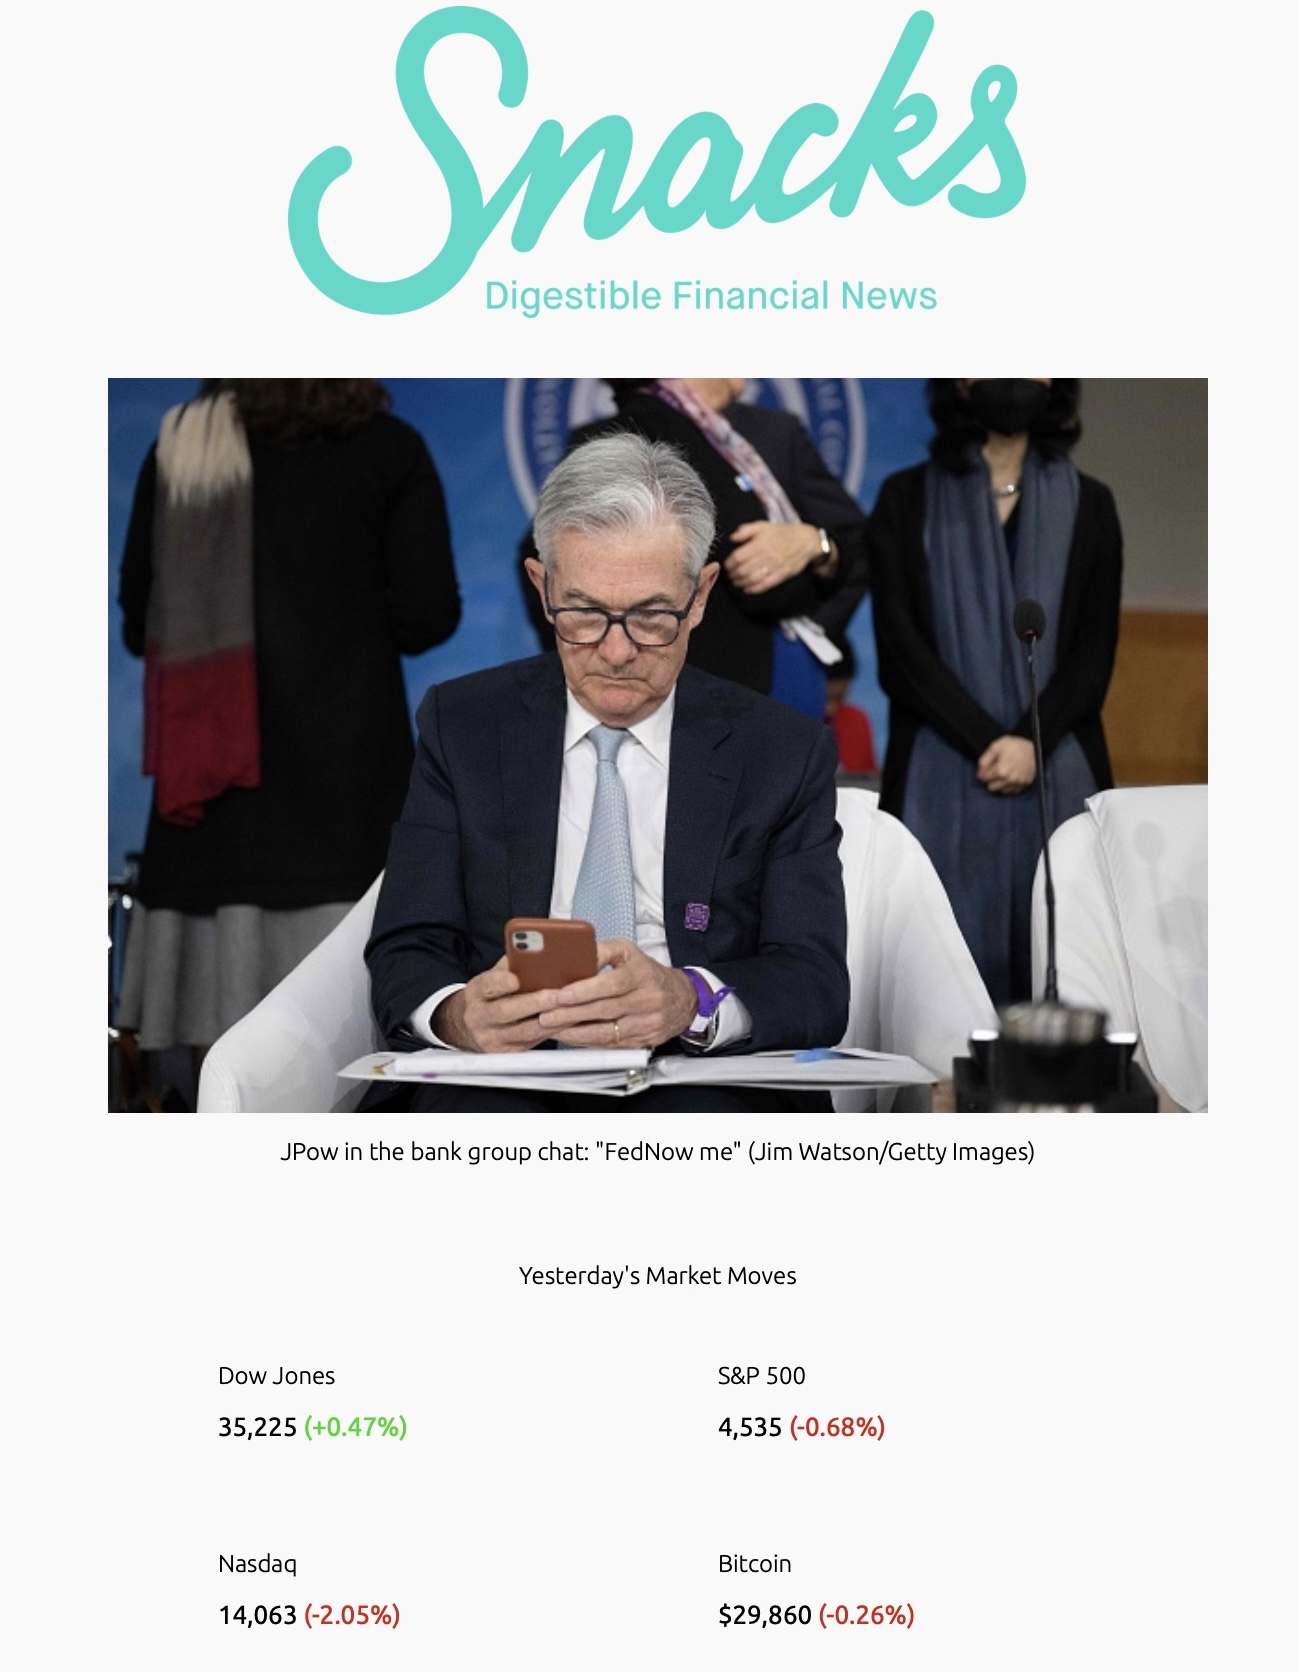 Snacks
Digestible Financial News
JPow in the bank group chat: "FedNow me" (Jim Watson/Getty Images)
Yesterday's Market Moves
Dow Jones
S&P 500
35,225 (+0.47%)
4,535 (-0.68%)
Nasdaq
Bitcoin
14,063 (-2.05%)
$29,860 (-0.26%)